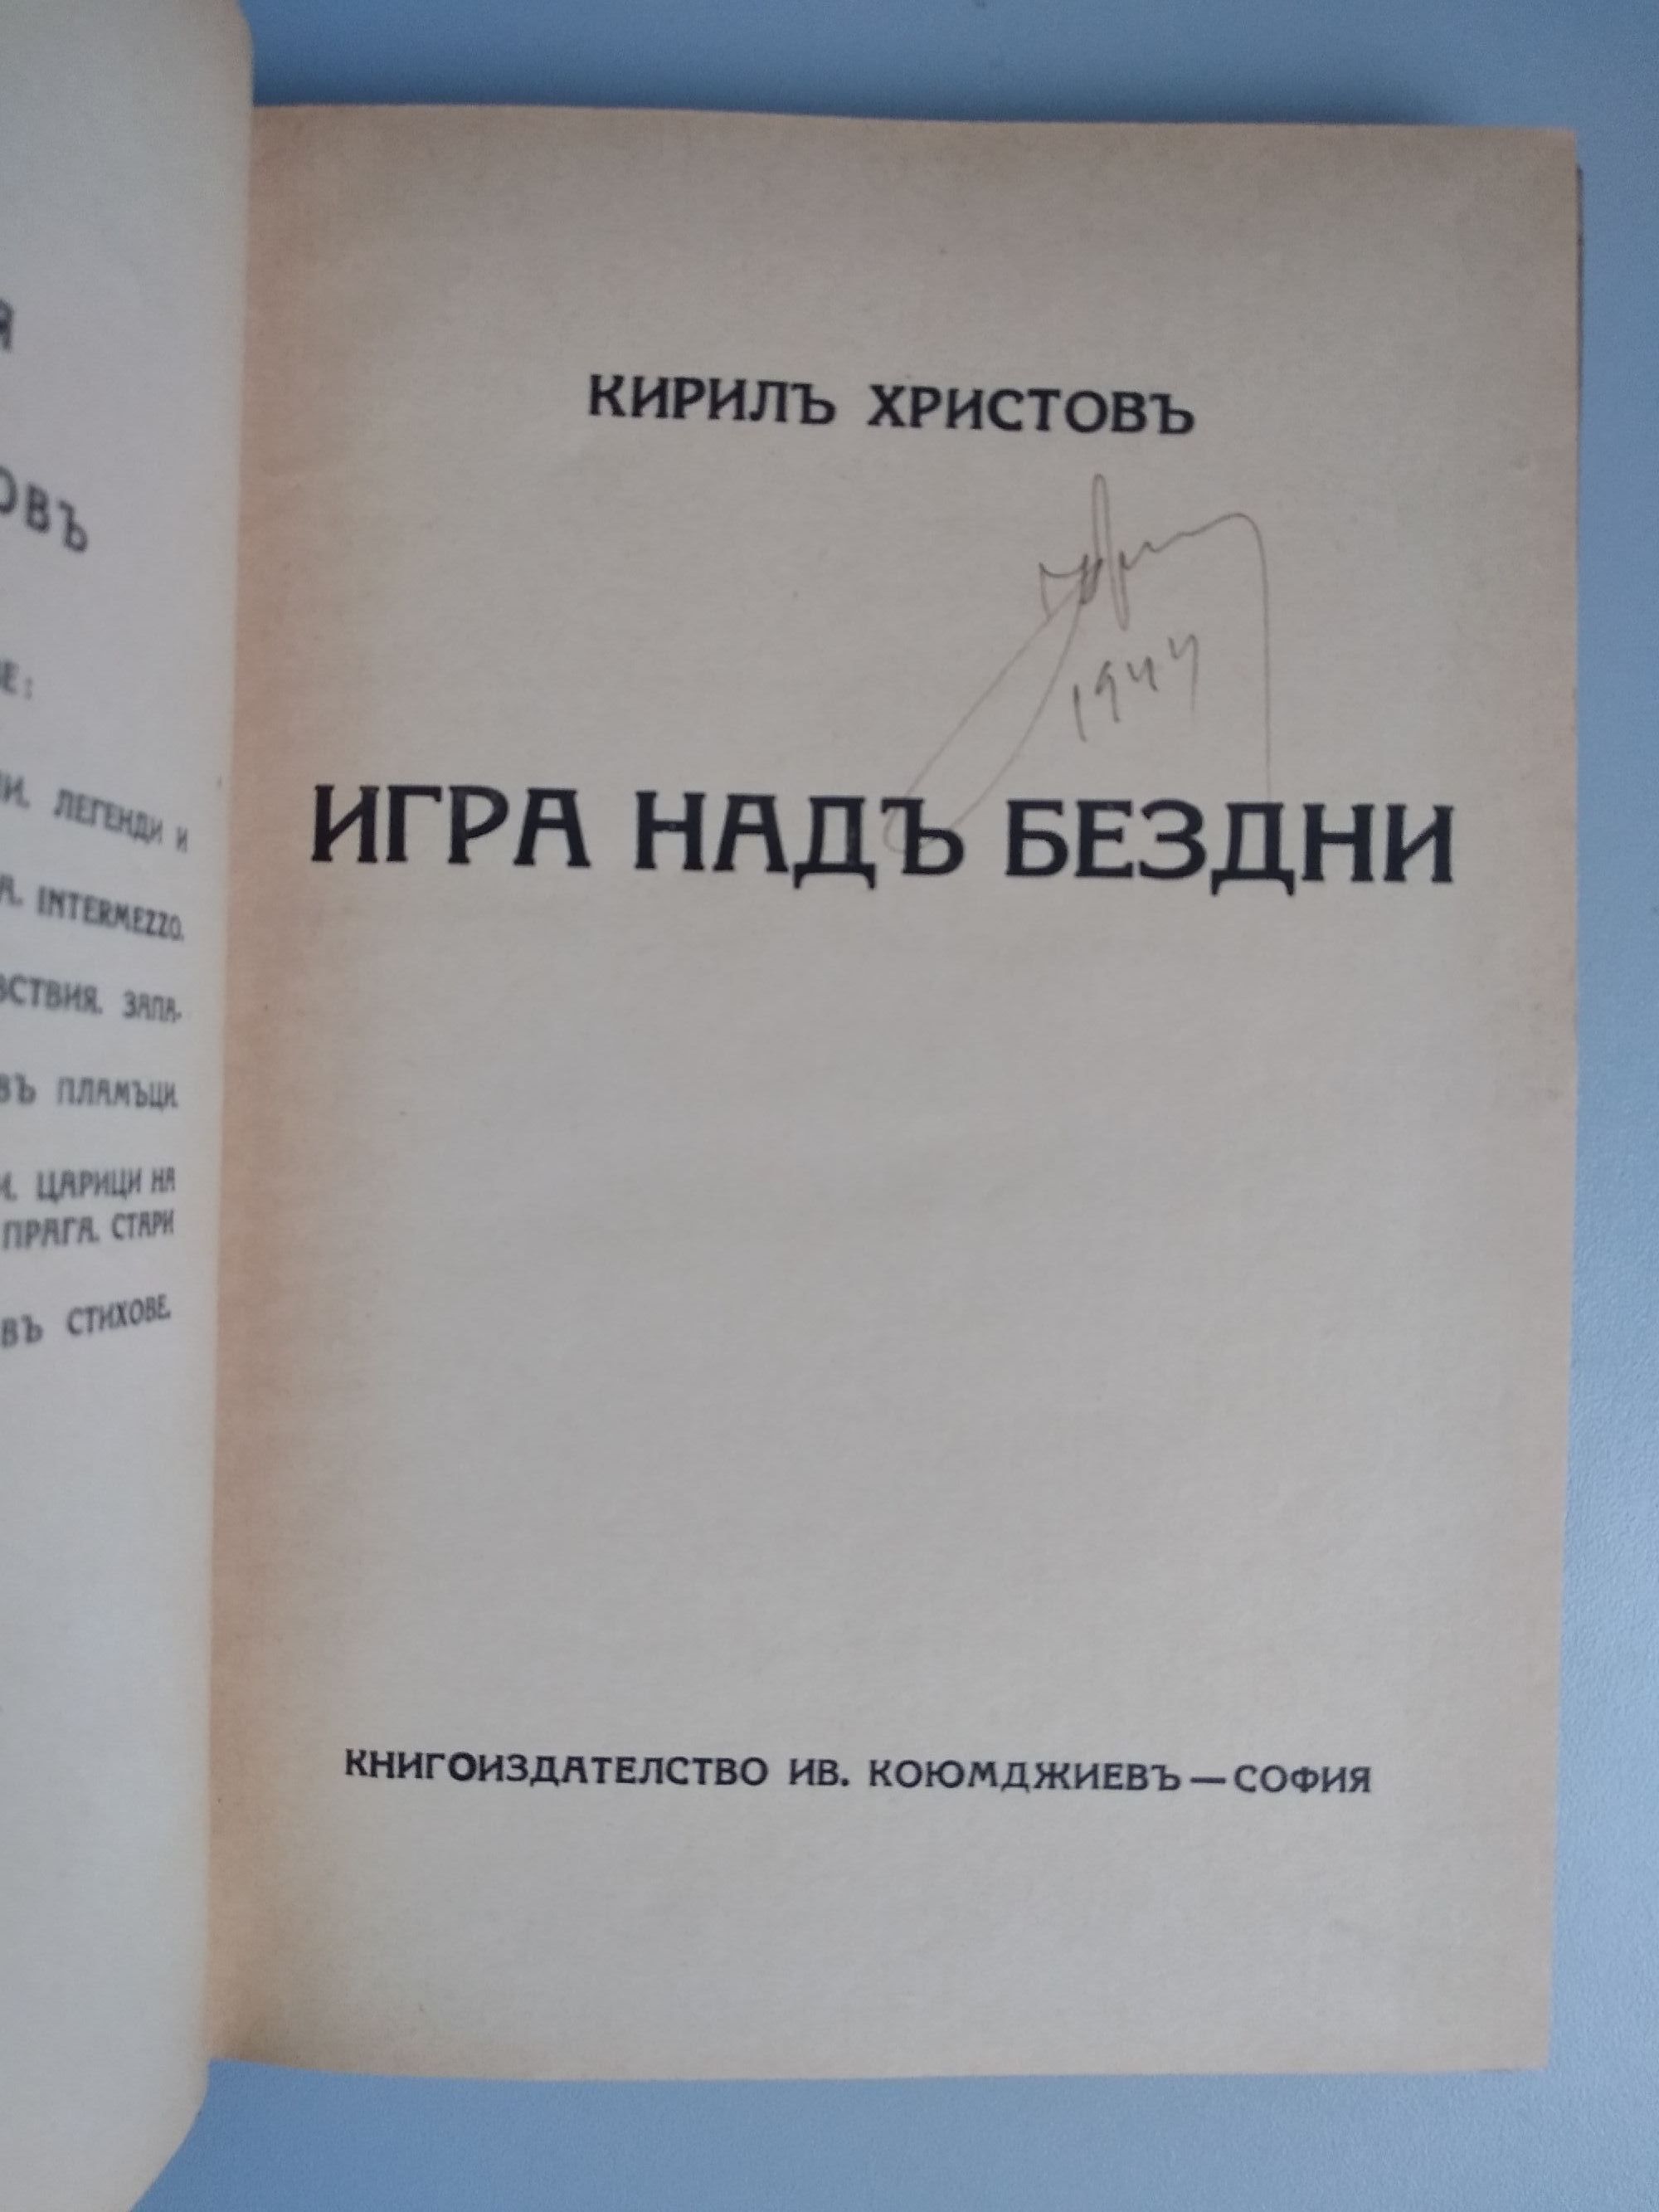 Я
ОВЪ
Е:
ЛЕГЕНДИ И
INTERMEZZO.
СТВИЯ. ЗАПА-
ВЪ ПЛАМЪЦИ.
ЦАРИЦИ НА
ПРАГА. СТАРИ
ВЪ СТИХОВЕ.
КИРИЛЪ ХРИСТОВЪ
1944
ИГРА НАДЪ БЕЗДНИ
КНИГОИЗДАТЕЛСТВО ИВ. КОЮМДЖИЕВЪ — СОФИЯ